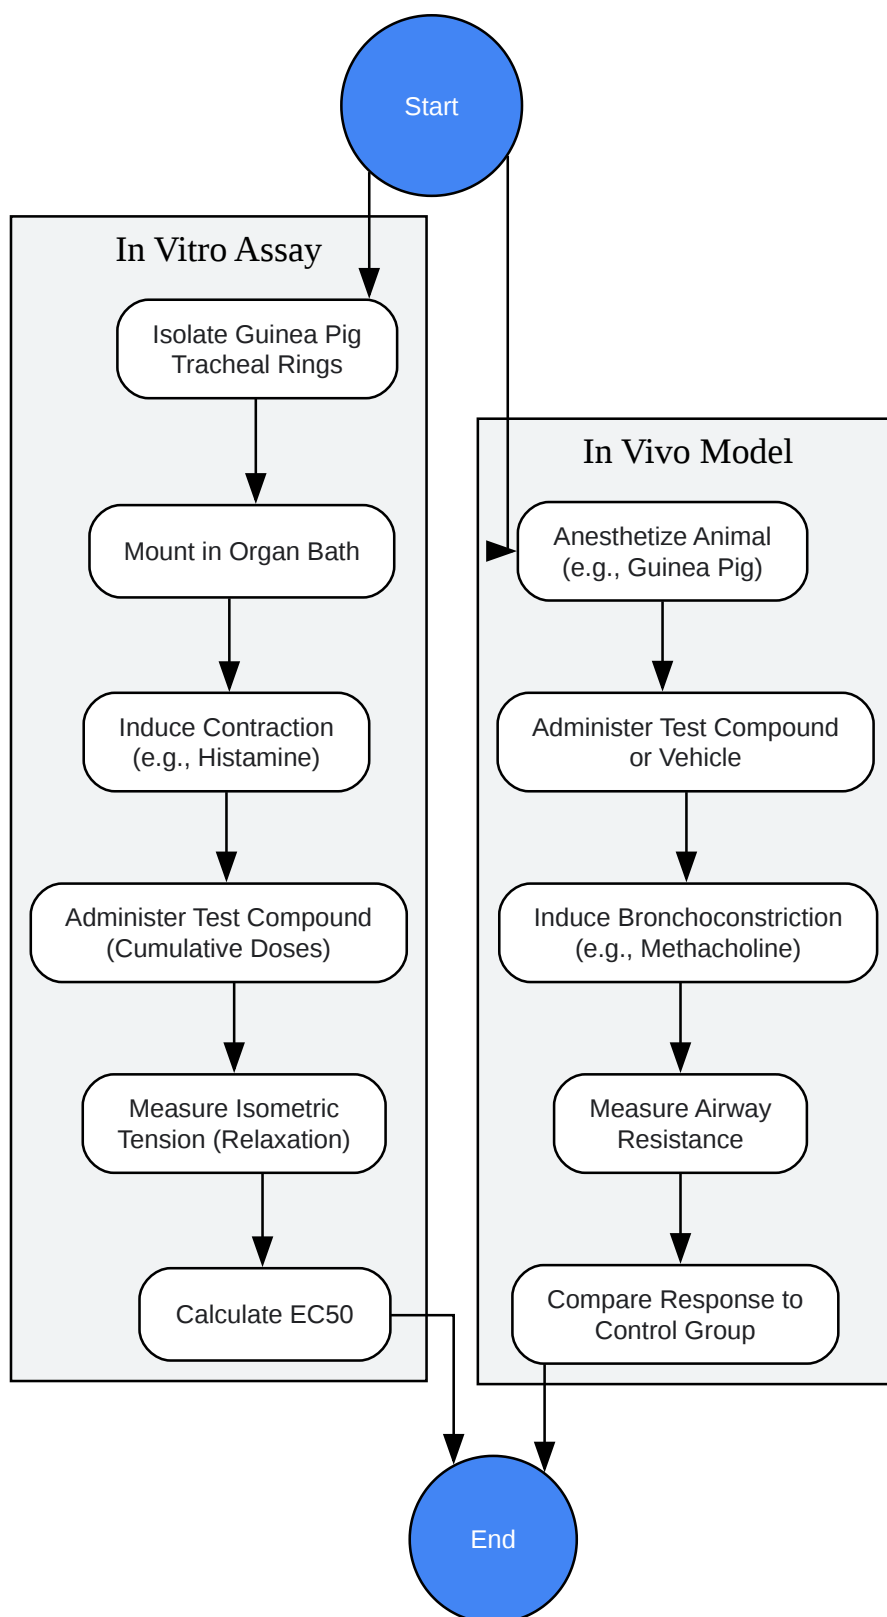 Start
In Vitro Assay
Isolate Guinea Pig
Tracheal Rings
Mount in Organ Bath
Induce Contraction
(e.g., Histamine)
Administer Test Compound
(Cumulative Doses)
Measure Isometric
Tension (Relaxation)
Calculate EC50
In Vivo Model
Anesthetize Animal
(e.g., Guinea Pig)
Administer Test Compound
or Vehicle
Induce Bronchoconstriction
(e.g., Methacholine)
Measure Airway
Resistance
Compare Response to
Control Group
End